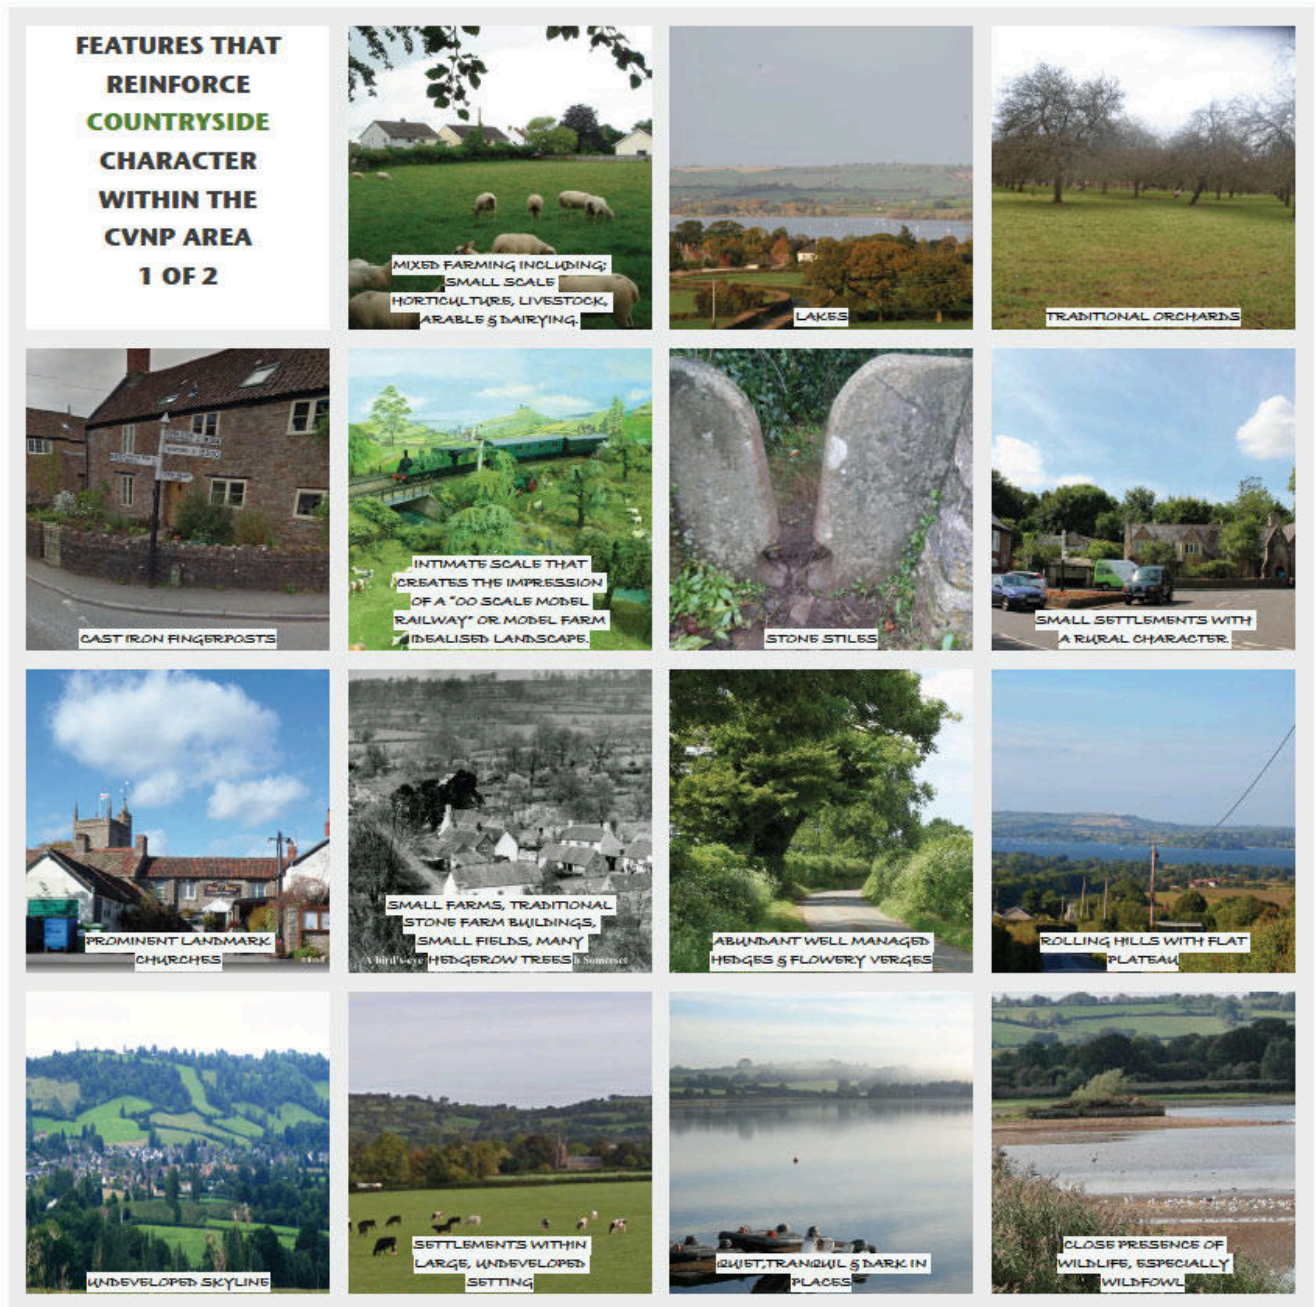 FEATURES THAT
REINFORCE
COUNTRYSIDE
CHARACTER
WITHIN THE
CVNP AREA
1 OF 2
MIXED FARMING INCLUDING;
SMALL SCALE
HORTICULTURE, LIVESTOCK,
ARABLE & DAIRYING.
LAKES
TRADITIONAL ORCHARDS
CAST IRON FINGERPOSTS
INTIMATE SCALE THAT
CREATES THE IMPRESSION
OF A "OO SCALE MODEL
RAILWAY" OR MODEL FARM
IDEALISED LANDSCAPE.
STONE STILES
SMALL SETTLEMENTS WITH
A RURAL CHARACTER
PROMINENT LANDMARK
CHURCHES
SMALL FARMS, TRADITIONAL
STONE FARM BUILDINGS,
SMALL FIELDS, MANY
HEDGEROW TREES
A bird's-eye Somerset
ABUNDANT WELL MANAGED
HEDGES & FLOWERY VERGES
ROLLING HILLS WITH FLAT
PLATEAU
UNDEVELOPED SKYLINE
SETTLEMENTS WITHIN
LARGE, UNDEVELOPED
SETTING
QUIET,TRANQUIL & DARK IN
PLACES
CLOSE PRESENCE OF
WILDLIFE, ESPECIALLY
WILDFOWL